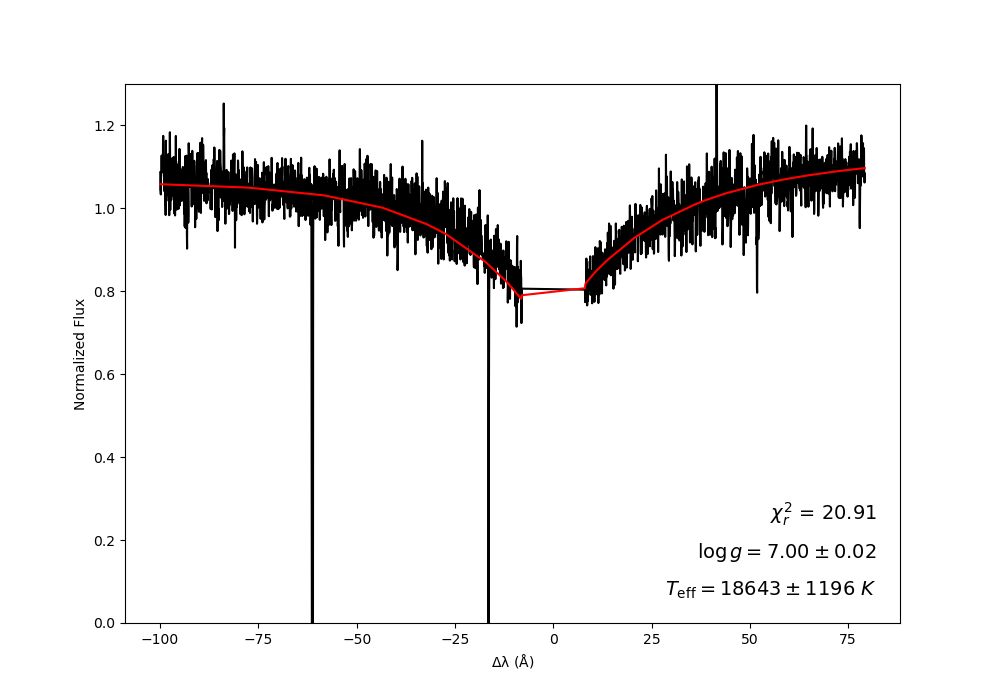 1.2
1.0
0.8
0.6
0.4
0.2
0.0
Normalized Flux
χ²ᵣ = 20.91
log g = 7.00 ± 0.02
T_eff = 18643 ± 1196 K
−100 −75 −50 −25 0 25 50 75
Δλ (Å)